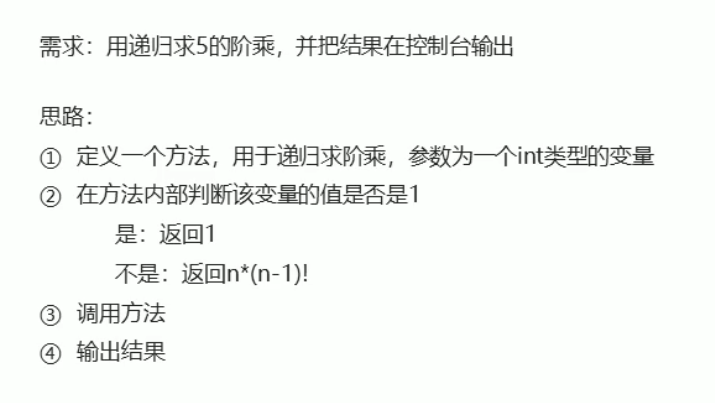 需求：用递归求5的阶乘，并把结果在控制台输出
思路：
① 定义一个方法，用于递归求阶乘，参数为一个int类型的变量
② 在方法内部判断该变量的值是否是1
是：返回1
不是：返回n*(n-1)!
③ 调用方法
④ 输出结果